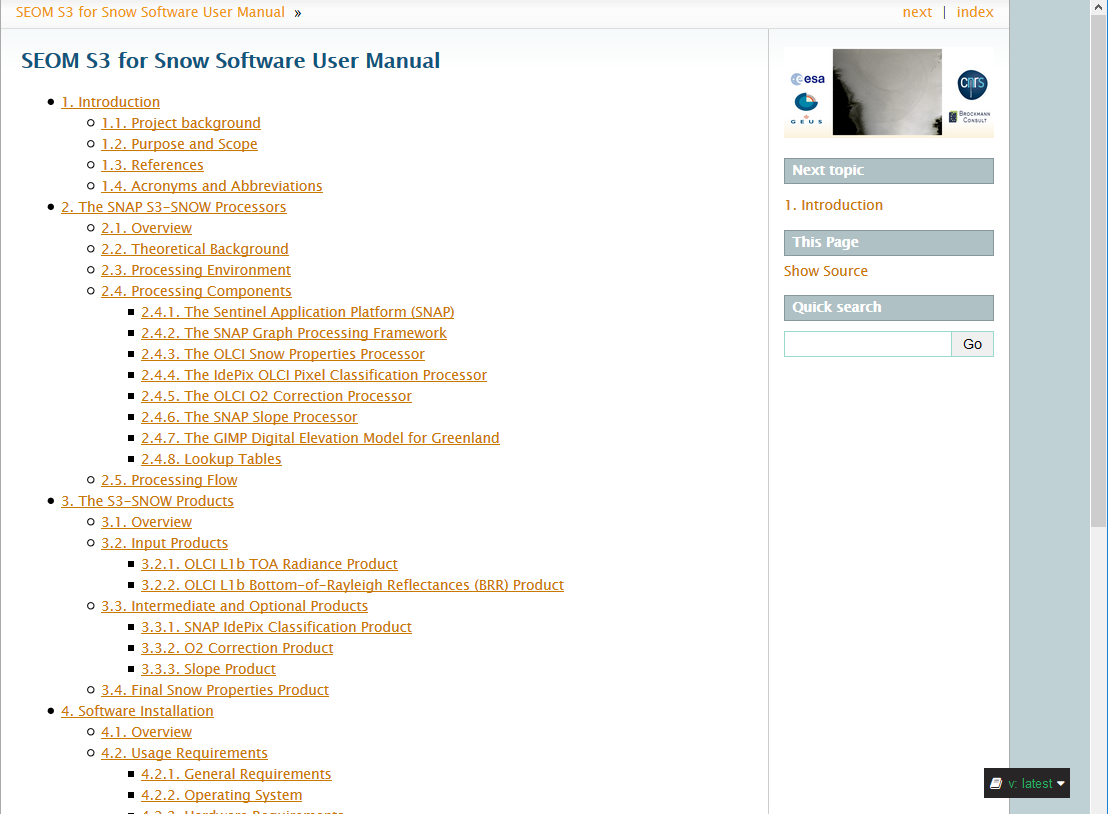 SEOM S3 for Snow Software User Manual »
next | index
SEOM S3 for Snow Software User Manual
1. Introduction
1.1. Project background
1.2. Purpose and Scope
1.3. References
1.4. Acronyms and Abbreviations
2. The SNAP S3-SNOW Processors
2.1. Overview
2.2. Theoretical Background
2.3. Processing Environment
2.4. Processing Components
2.4.1. The Sentinel Application Platform (SNAP)
2.4.2. The SNAP Graph Processing Framework
2.4.3. The OLCI Snow Properties Processor
2.4.4. The IdePix OLCI Pixel Classification Processor
2.4.5. The OLCI O2 Correction Processor
2.4.6. The SNAP Slope Processor
2.4.7. The GIMP Digital Elevation Model for Greenland
2.4.8. Lookup Tables
2.5. Processing Flow
3. The S3-SNOW Products
3.1. Overview
3.2. Input Products
3.2.1. OLCI L1b TOA Radiance Product
3.2.2. OLCI L1b Bottom-of-Rayleigh Reflectances (BRR) Product
3.3. Intermediate and Optional Products
3.3.1. SNAP IdePix Classification Product
3.3.2. O2 Correction Product
3.3.3. Slope Product
3.4. Final Snow Properties Product
4. Software Installation
4.1. Overview
4.2. Usage Requirements
4.2.1. General Requirements
4.2.2. Operating System
4.2.3. Hardware Requirements
esa
GEUS
cnrs
BROCKMANN
CONSULT
Next topic
1. Introduction
This Page
Show Source
Quick search
Go
v: latest